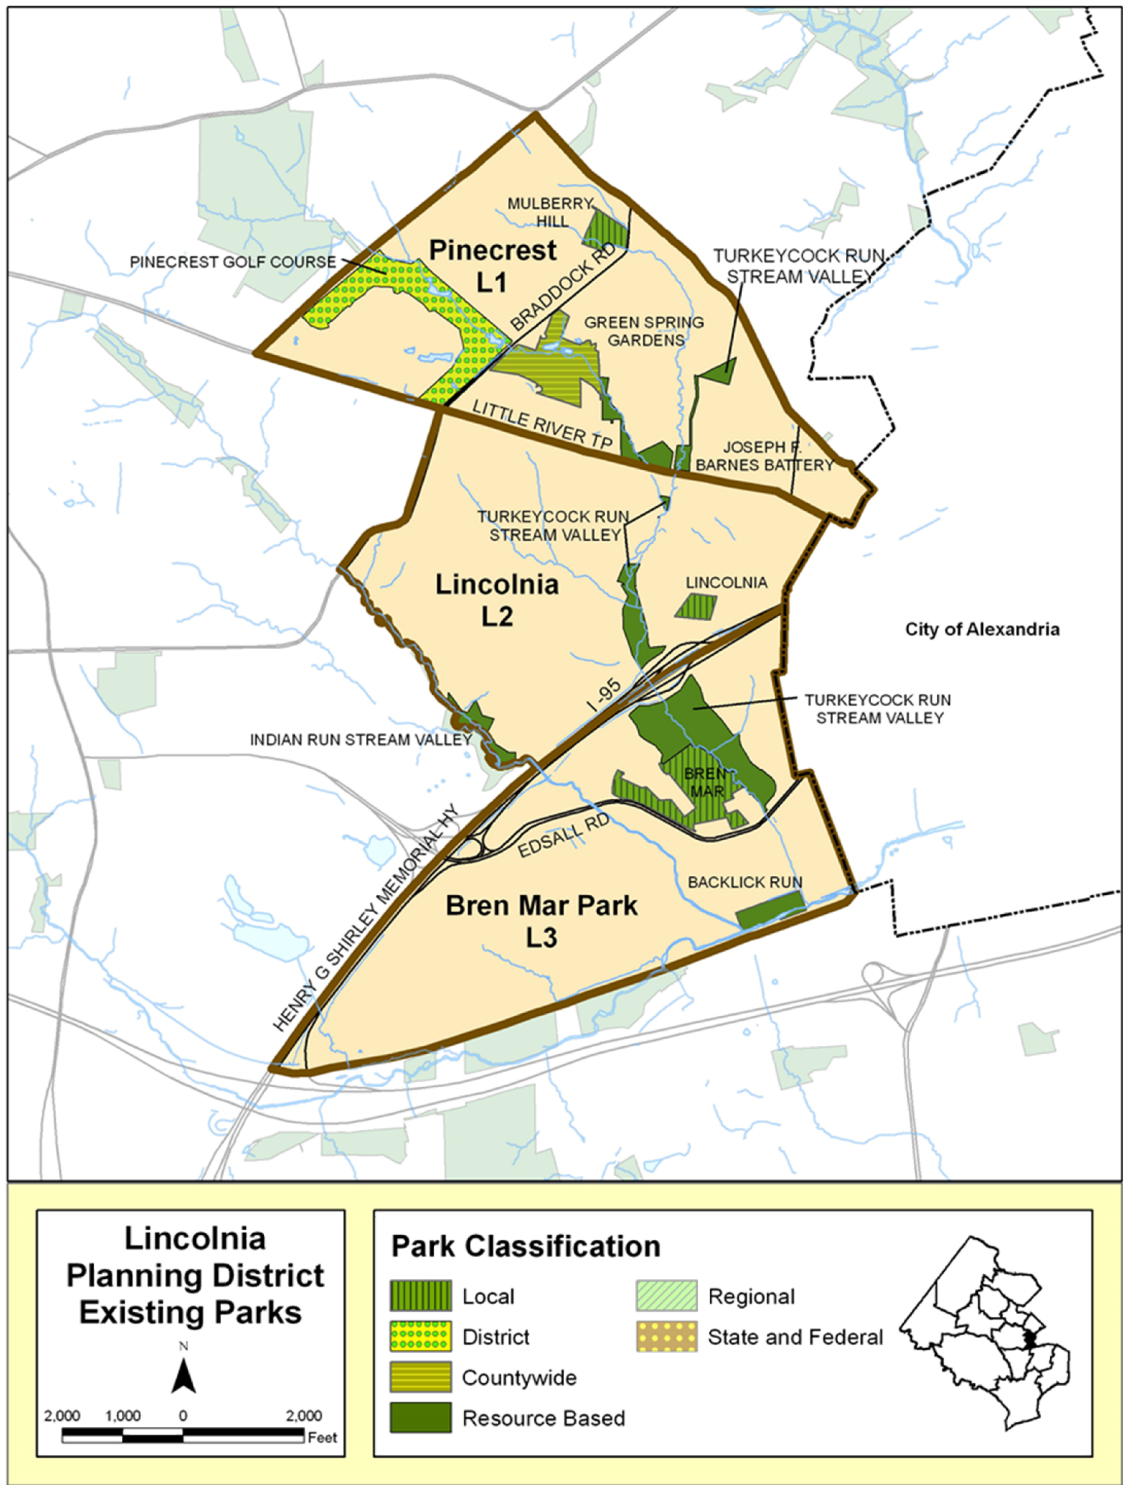 MULBERRY
HILL
Pinecrest
L1
PINECREST GOLF COURSE
BRADDOCK RD
TURKEYCOCK RUN
STREAM VALLEY
GREEN SPRING
GARDENS
LITTLE RIVER TP
JOSEPH F.
BARNES BATTERY
TURKEYCOCK RUN
STREAM VALLEY
Lincolnia
L2
LINCOLNIA
City of Alexandria
I -95
TURKEYCOCK RUN
STREAM VALLEY
INDIAN RUN STREAM VALLEY
BREN
MAR
EDSALL RD
HENRY G SHIRLEY MEMORIAL HY
BACKLICK RUN
Bren Mar Park
L3
Lincolnia
Planning District
Existing Parks
N
2,000 1,000 0 2,000
Feet
Park Classification
Local
District
Countywide
Resource Based
Regional
State and Federal